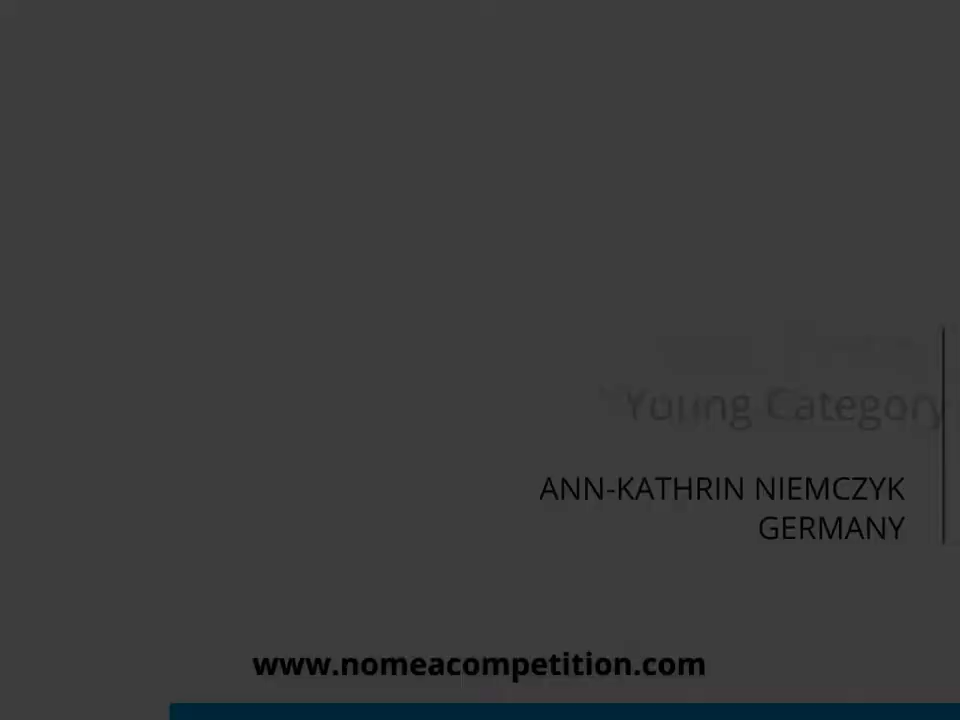 Young Category
ANN-KATHRIN NIEMCZYK
GERMANY
www.nomeacompetition.com